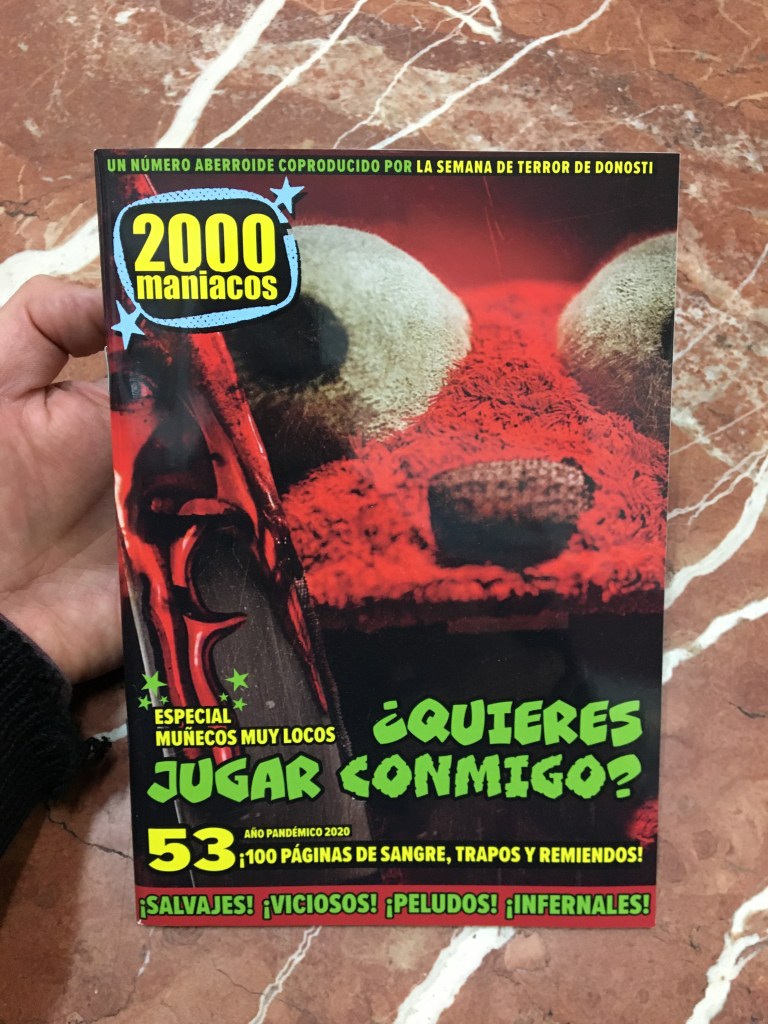 UN NÚMERO ABERROIDE COPRODUCIDO POR LA SEMANA DE TERROR DE DONOSTI
2000
maniacos
ESPECIAL
MUÑECOS MUY LOCOS
¿QUIERES
JUGAR CONMIGO?
53
AÑO PANDÉMICO 2020
¡100 PÁGINAS DE SANGRE, TRAPOS Y REMIENDOS!
¡SALVAJES! ¡VICIOSOS! ¡PELUDOS! ¡INFERNALES!